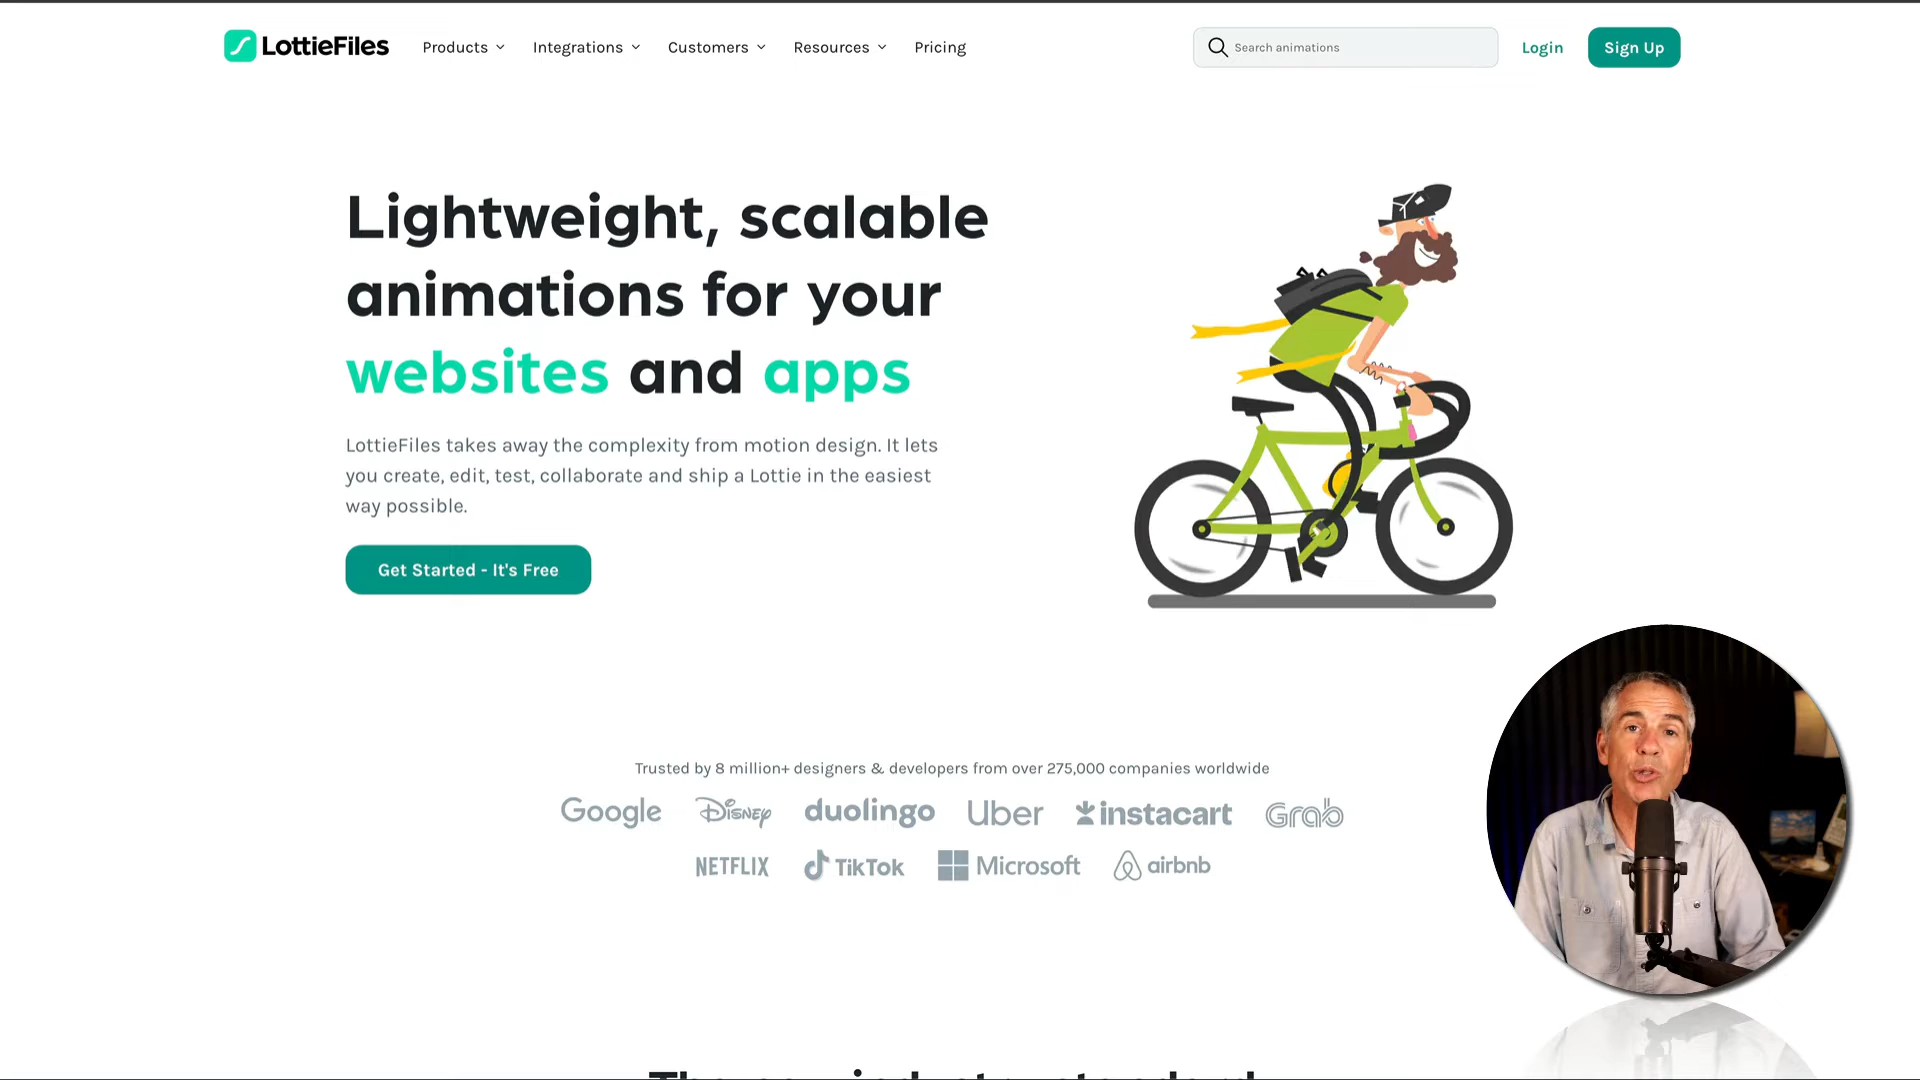 LottieFiles
Products
Integrations
Customers
Resources
Pricing
Search animations
Login
Sign Up
Lightweight, scalable
animations for your
websites and apps
LottieFiles takes away the complexity from motion design. It lets
you create, edit, test, collaborate and ship a Lottie in the easiest
way possible.
Get Started - It's Free
Trusted by 8 million+ designers & developers from over 275,000 companies worldwide
Google
Disney
duolingo
Uber
instacart
Grab
NETFLIX
TikTok
Microsoft
airbnb